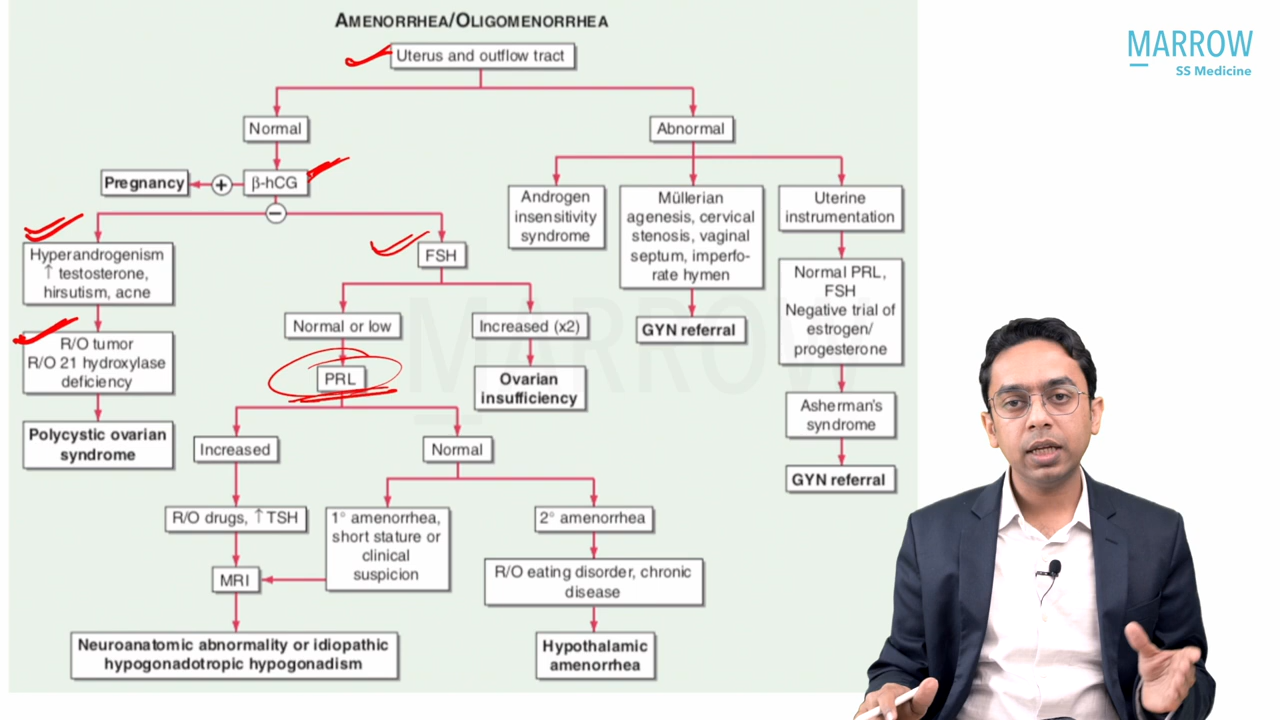 AMENORRHEA/OLIGOMENORRHEA
MARROW
SS Medicine
Uterus and outflow tract
Normal
Abnormal
Pregnancy
+
β-hCG
−
Androgen
insensitivity
syndrome
Müllerian
agenesis, cervical
stenosis, vaginal
septum, imperfo-
rate hymen
Uterine
instrumentation
Hyperandrogenism
↑ testosterone,
hirsutism, acne
FSH
Normal PRL,
FSH
Negative trial of
estrogen/
progesterone
Normal or low
Increased (x2)
GYN referral
R/O tumor
R/O 21 hydroxylase
deficiency
PRL
Ovarian
insufficiency
MARROW
Asherman's
syndrome
Polycystic ovarian
syndrome
Increased
Normal
GYN referral
R/O drugs, ↑TSH
1° amenorrhea,
short stature or
clinical
suspicion
2° amenorrhea
MRI
R/O eating disorder, chronic
disease
Neuroanatomic abnormality or idiopathic
hypogonadotropic hypogonadism
Hypothalamic
amenorrhea